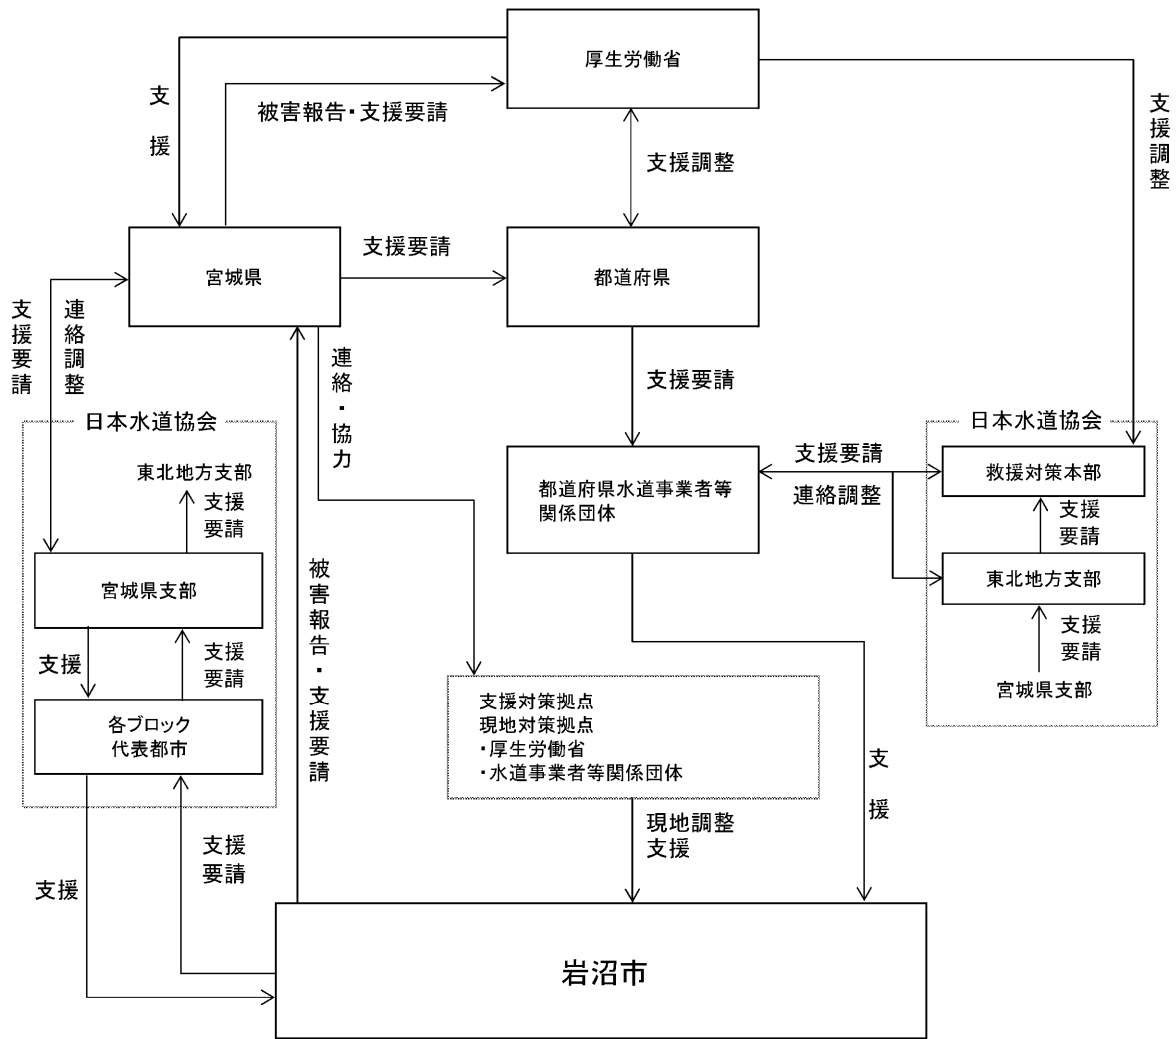 厚生労働省
支援
被害報告・支援要請
支援調整
支援調整
宮城県
支援要請
都道府県
支援要請
連絡調整
連絡・協力
支援要請
日本水道協会
東北地方支部
支援
要請
宮城県支部
支援
支援
要請
各ブロック
代表都市
都道府県水道事業者等
関係団体
支援要請
連絡調整
日本水道協会
救援対策本部
支援
要請
東北地方支部
支援
要請
宮城県支部
被害報告・支援要請
支援対策拠点
現地対策拠点
・厚生労働省
・水道事業者等関係団体
支援
現地調整
支援
支援
要請
支援
岩沼市